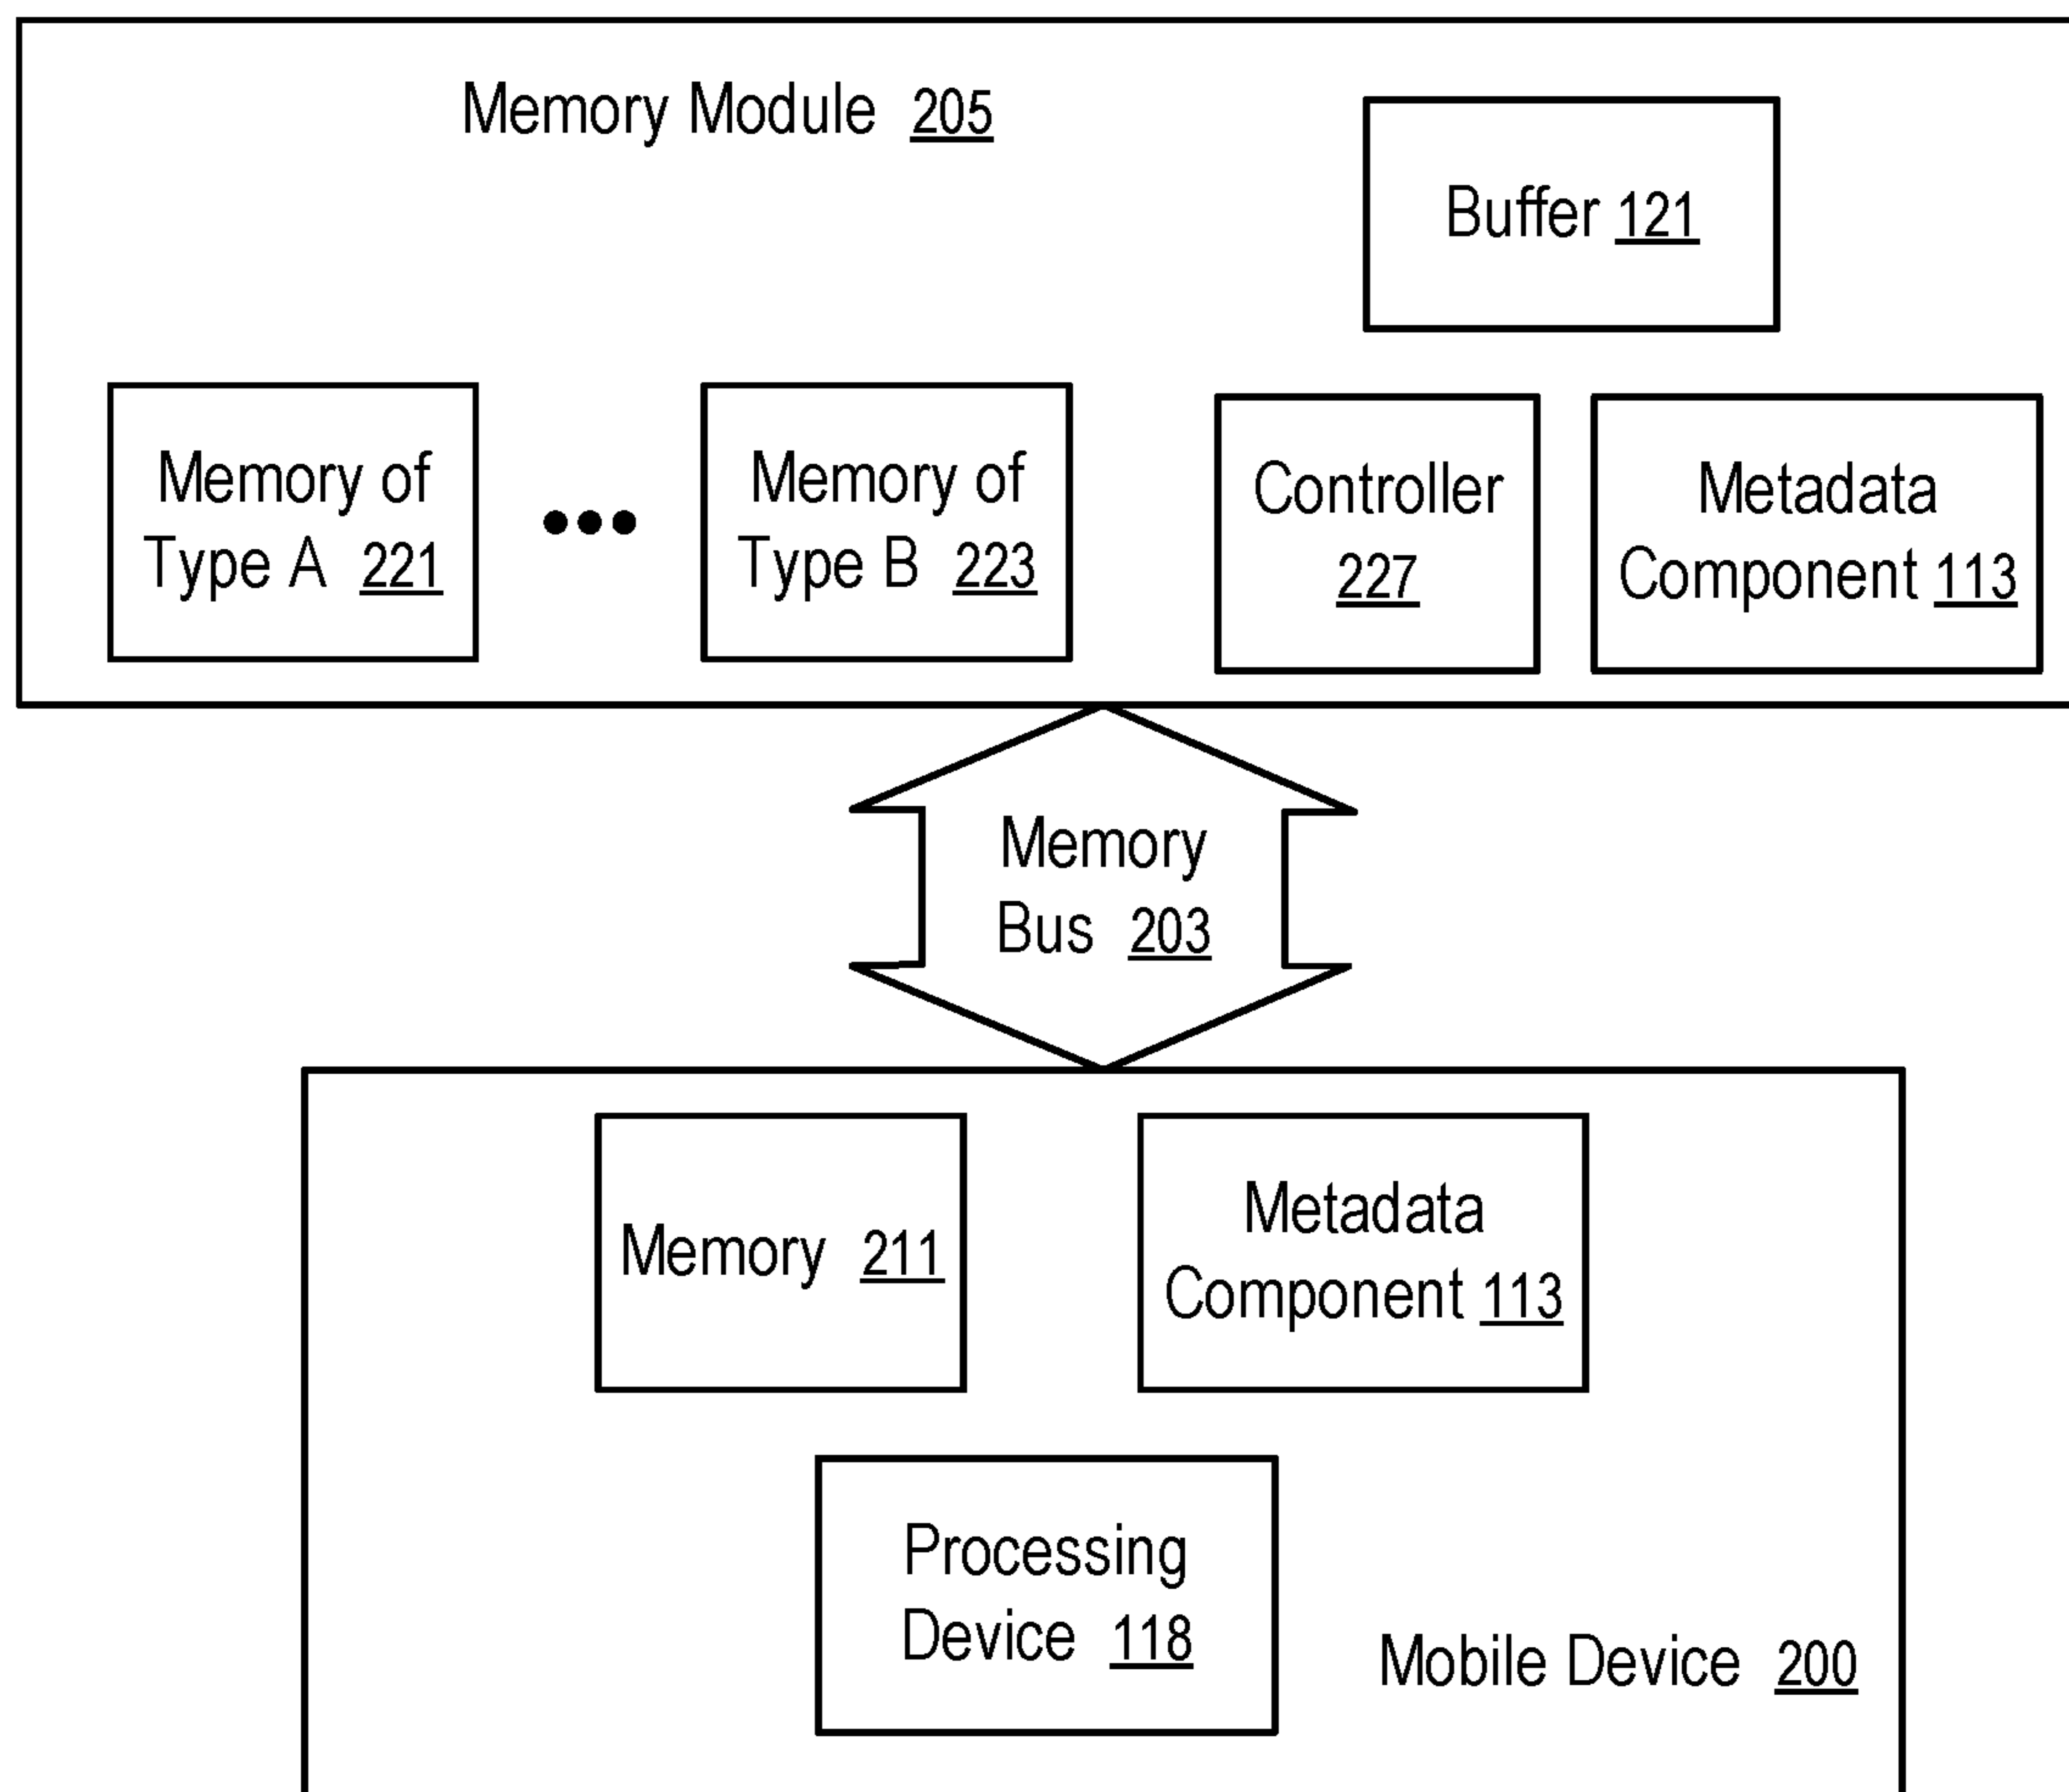 Memory Module 205
Buffer 121
Memory of
Type A 221
Memory of
Type B 223
Controller
227
Metadata
Component 113
Memory
Bus 203
Memory 211
Metadata
Component 113
Processing
Device 118
Mobile Device 200